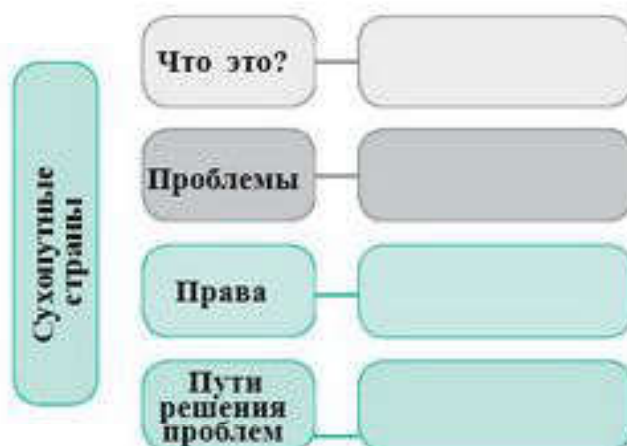 Сухопутные
страны
Что это?
Проблемы
Права
Пути
решения
проблем